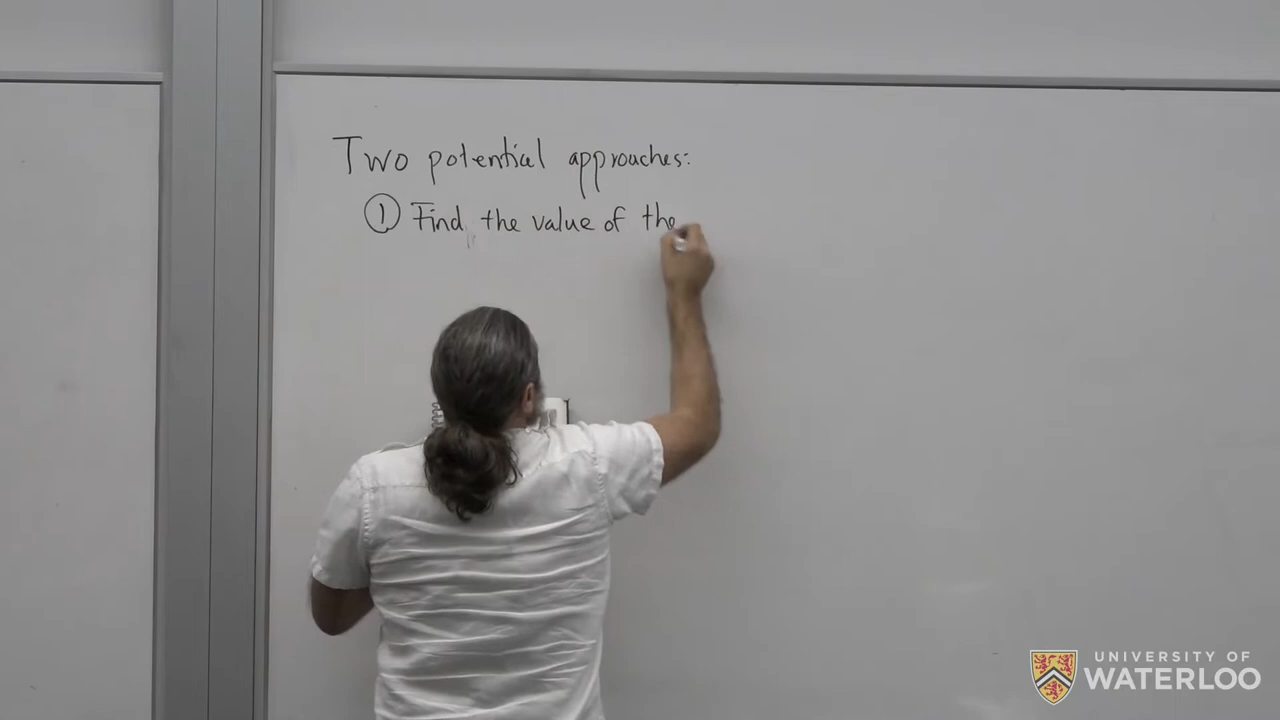 Two potential approaches:
① Find the value of the
UNIVERSITY OF
WATERLOO